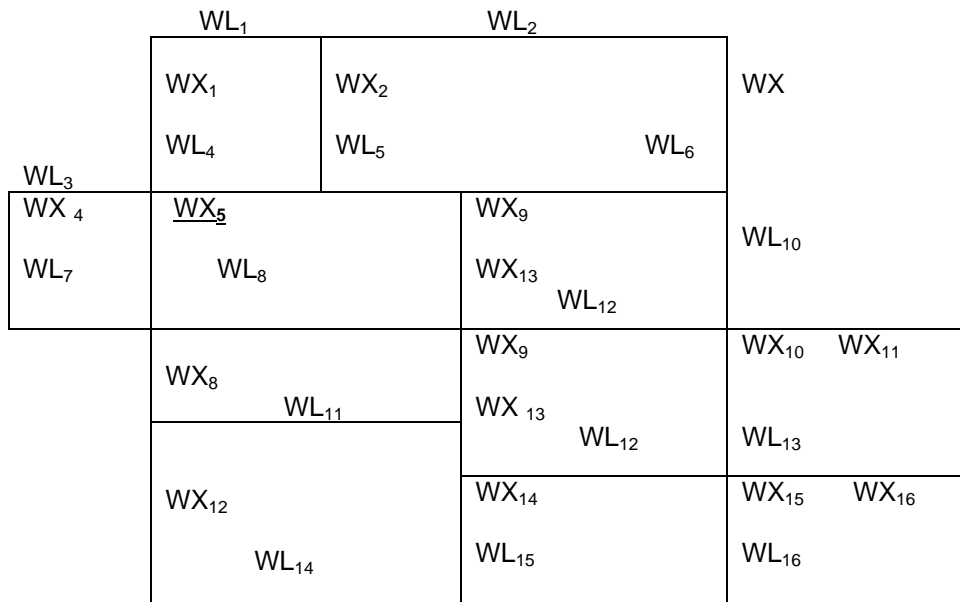 WL₁ WL₂
WX₁ WX₂ WX
WL₄ WL₅ WL₆
WL₃
WX ₄ WX₅ WX₉
WL₁₀
WL₇ WL₈ WX₁₃
WL₁₂
WX₉ WX₁₀ WX₁₁
WX₈
WL₁₁ WX ₁₃
WL₁₂ WL₁₃
WX₁₂ WX₁₄ WX₁₅ WX₁₆
WL₁₄ WL₁₅ WL₁₆